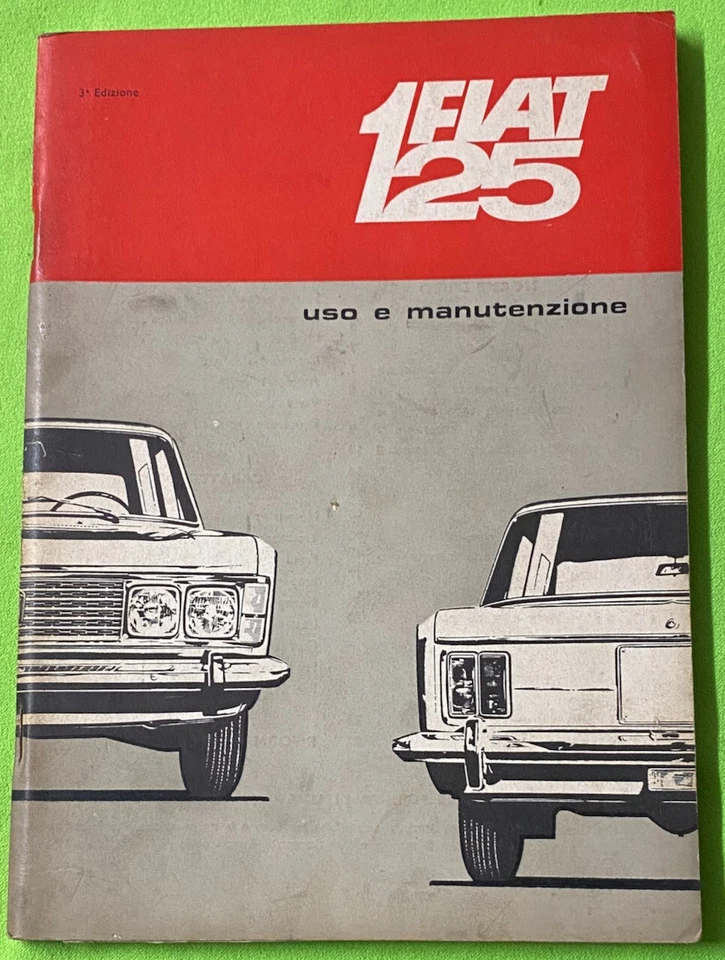 3ª Edizione
FIAT
125
uso e manutenzione